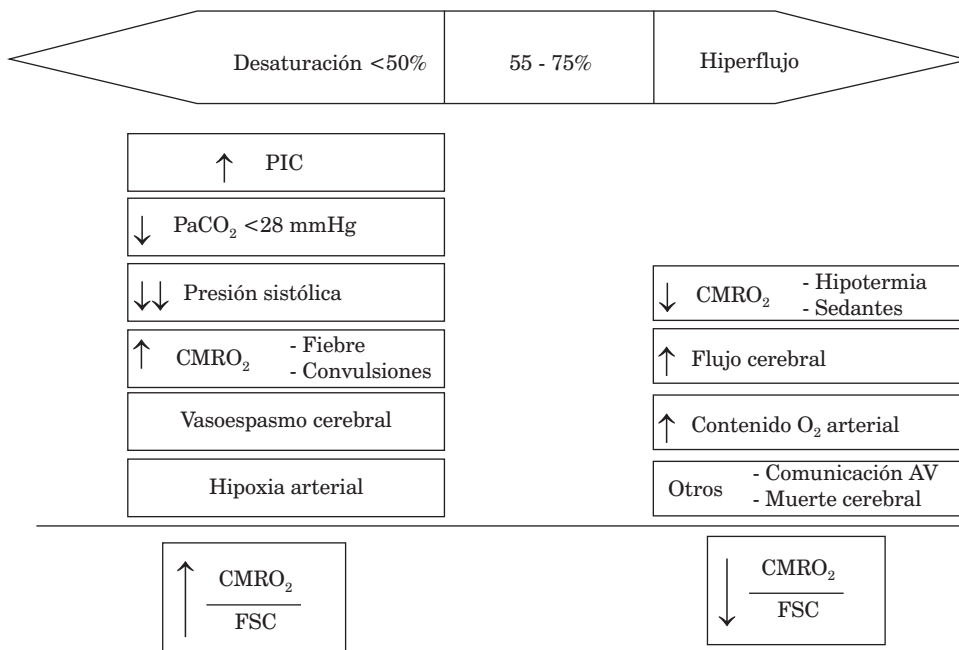 Desaturación <50%
55 - 75%
Hiperflujo
↑ PIC
↓ PaCO₂ <28 mmHg
↓↓ Presión sistólica
↑ CMRO₂ - Fiebre
- Convulsiones
Vasoespasmo cerebral
Hipoxia arterial
↓ CMRO₂ - Hipotermia
- Sedantes
↑ Flujo cerebral
↑ Contenido O₂ arterial
Otros - Comunicación AV
- Muerte cerebral
↑ CMRO₂
FSC
↓ CMRO₂
FSC